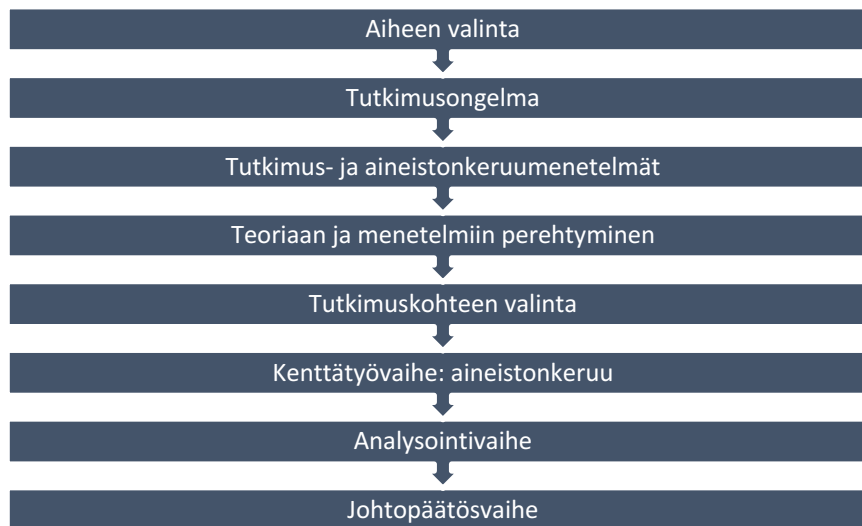 Aiheen valinta
Tutkimusongelma
Tutkimus- ja aineistonkeruumenetelmät
Teoriaan ja menetelmiin perehtyminen
Tutkimuskohteen valinta
Kenttätyövaihe: aineistonkeruu
Analysointivaihe
Johtopäätösvaihe